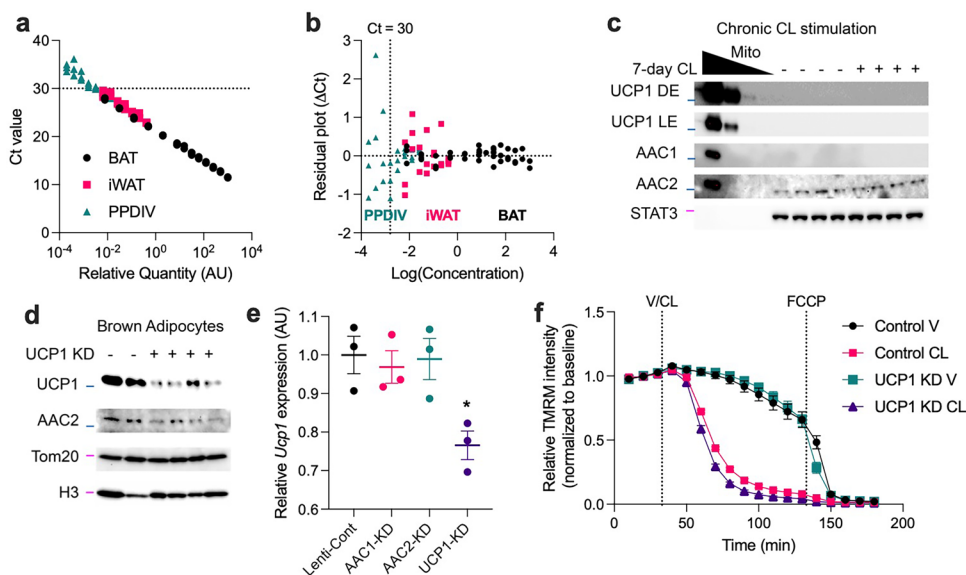 a
40
30
20
10
0
Ct value
BAT
iWAT
PPDIV
10-4
10-2
100
102
104
Relative Quantity (AU)
b
Ct = 30
3
2
1
0
-1
-2
Residual plot (ΔCt)
PPDIV
iWAT
BAT
-4
-2
0
2
4
Log(Concentration)
c
Chronic CL stimulation
Mito
7-day CL - - - - + + + +
UCP1 DE
UCP1 LE
AAC1
AAC2
STAT3
d
Brown Adipocytes
UCP1 KD - - + + + +
UCP1
AAC2
Tom20
H3
e
1.1
1.0
0.9
0.8
0.7
0.6
Relative Ucp1 expression (AU)
*
Lenti-Cont
AAC1-KD
AAC2-KD
UCP1-KD
f
V/CL
FCCP
1.5
1.0
0.5
0.0
Relative TMRM intensity
(normalized to baseline)
0
50
100
150
200
Time (min)
Control V
Control CL
UCP1 KD V
UCP1 KD CL